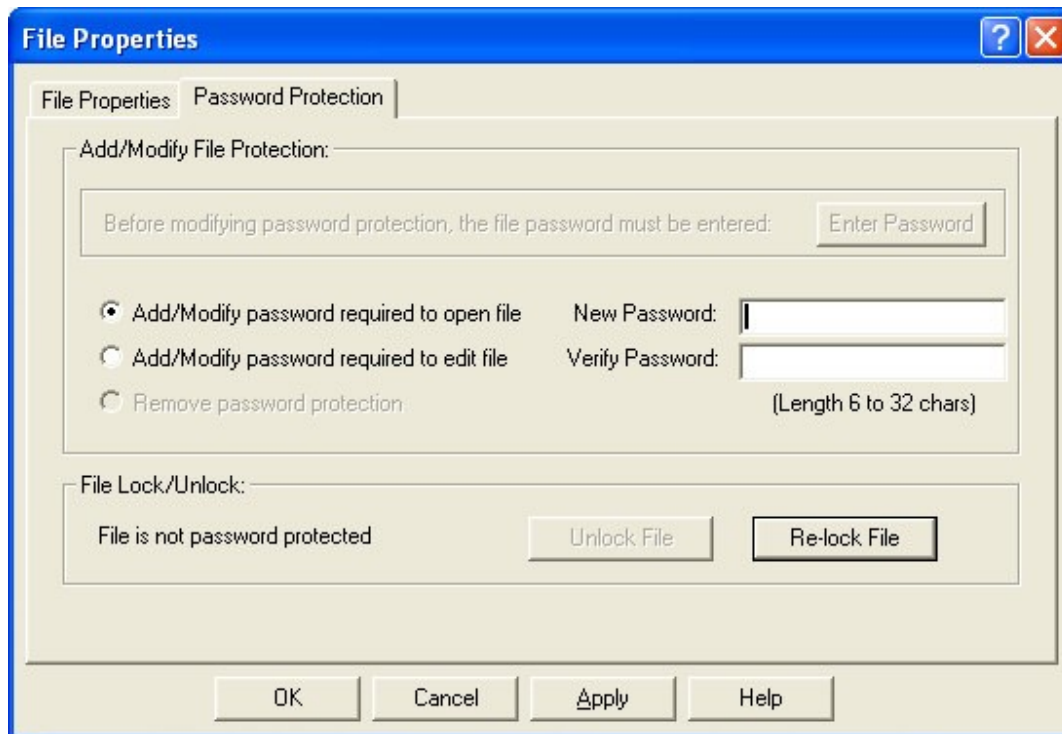 File Properties
File Properties Password Protection
Add/Modify File Protection:
Before modifying password protection, the file password must be entered: Enter Password
Add/Modify password required to open file New Password:
Add/Modify password required to edit file Verify Password:
Remove password protection (Length 6 to 32 chars)
File Lock/Unlock:
File is not password protected Unlock File Re-lock File
OK Cancel Apply Help